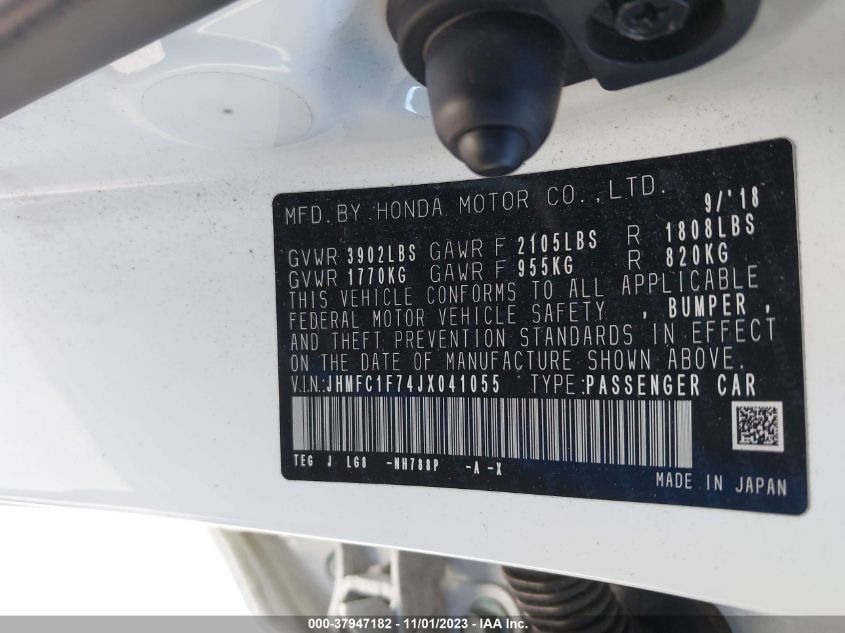 MFD. BY HONDA MOTOR CO., LTD. 9/'18
GVWR 3902LBS GAWR F 2105LBS R 1808LBS
GVWR 1770KG GAWR F 955KG R 820KG
THIS VEHICLE CONFORMS TO ALL APPLICABLE
FEDERAL MOTOR VEHICLE SAFETY , BUMPER ,
AND THEFT PREVENTION STANDARDS IN EFFECT
ON THE DATE OF MANUFACTURE SHOWN ABOVE.
V.I.N.:JHMFC1F74JX041055 TYPE:PASSENGER CAR
TEG J LG8 -NH788P -A -X
MADE IN JAPAN
000-37947182 - 11/01/2023 - IAA Inc.